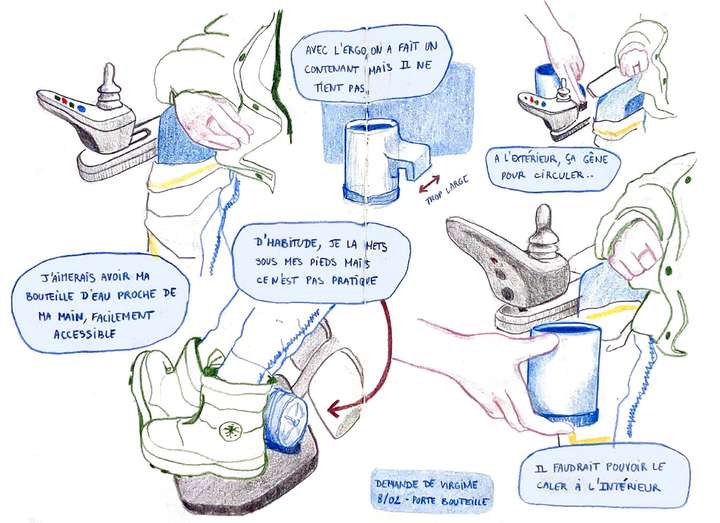 AVEC L'ERGO, ON A FAIT UN
CONTENANT MAIS IL NE
TIENT PAS
TROP LARGE
A L'EXTÉRIEUR, ÇA GÊNE
POUR CIRCULER..
J'AIMERAIS AVOIR MA
BOUTEILLE D'EAU PROCHE DE
MA MAIN, FACILEMENT
ACCESSIBLE
D'HABITUDE, JE LA METS
SOUS MES PIEDS MAIS
CE N'EST PAS PRATIQUE
IL FAUDRAIT POUVOIR LE
CALER À L'INTÉRIEUR
DEMANDE DE VIRGINIE
8/02 - PORTE BOUTEILLE